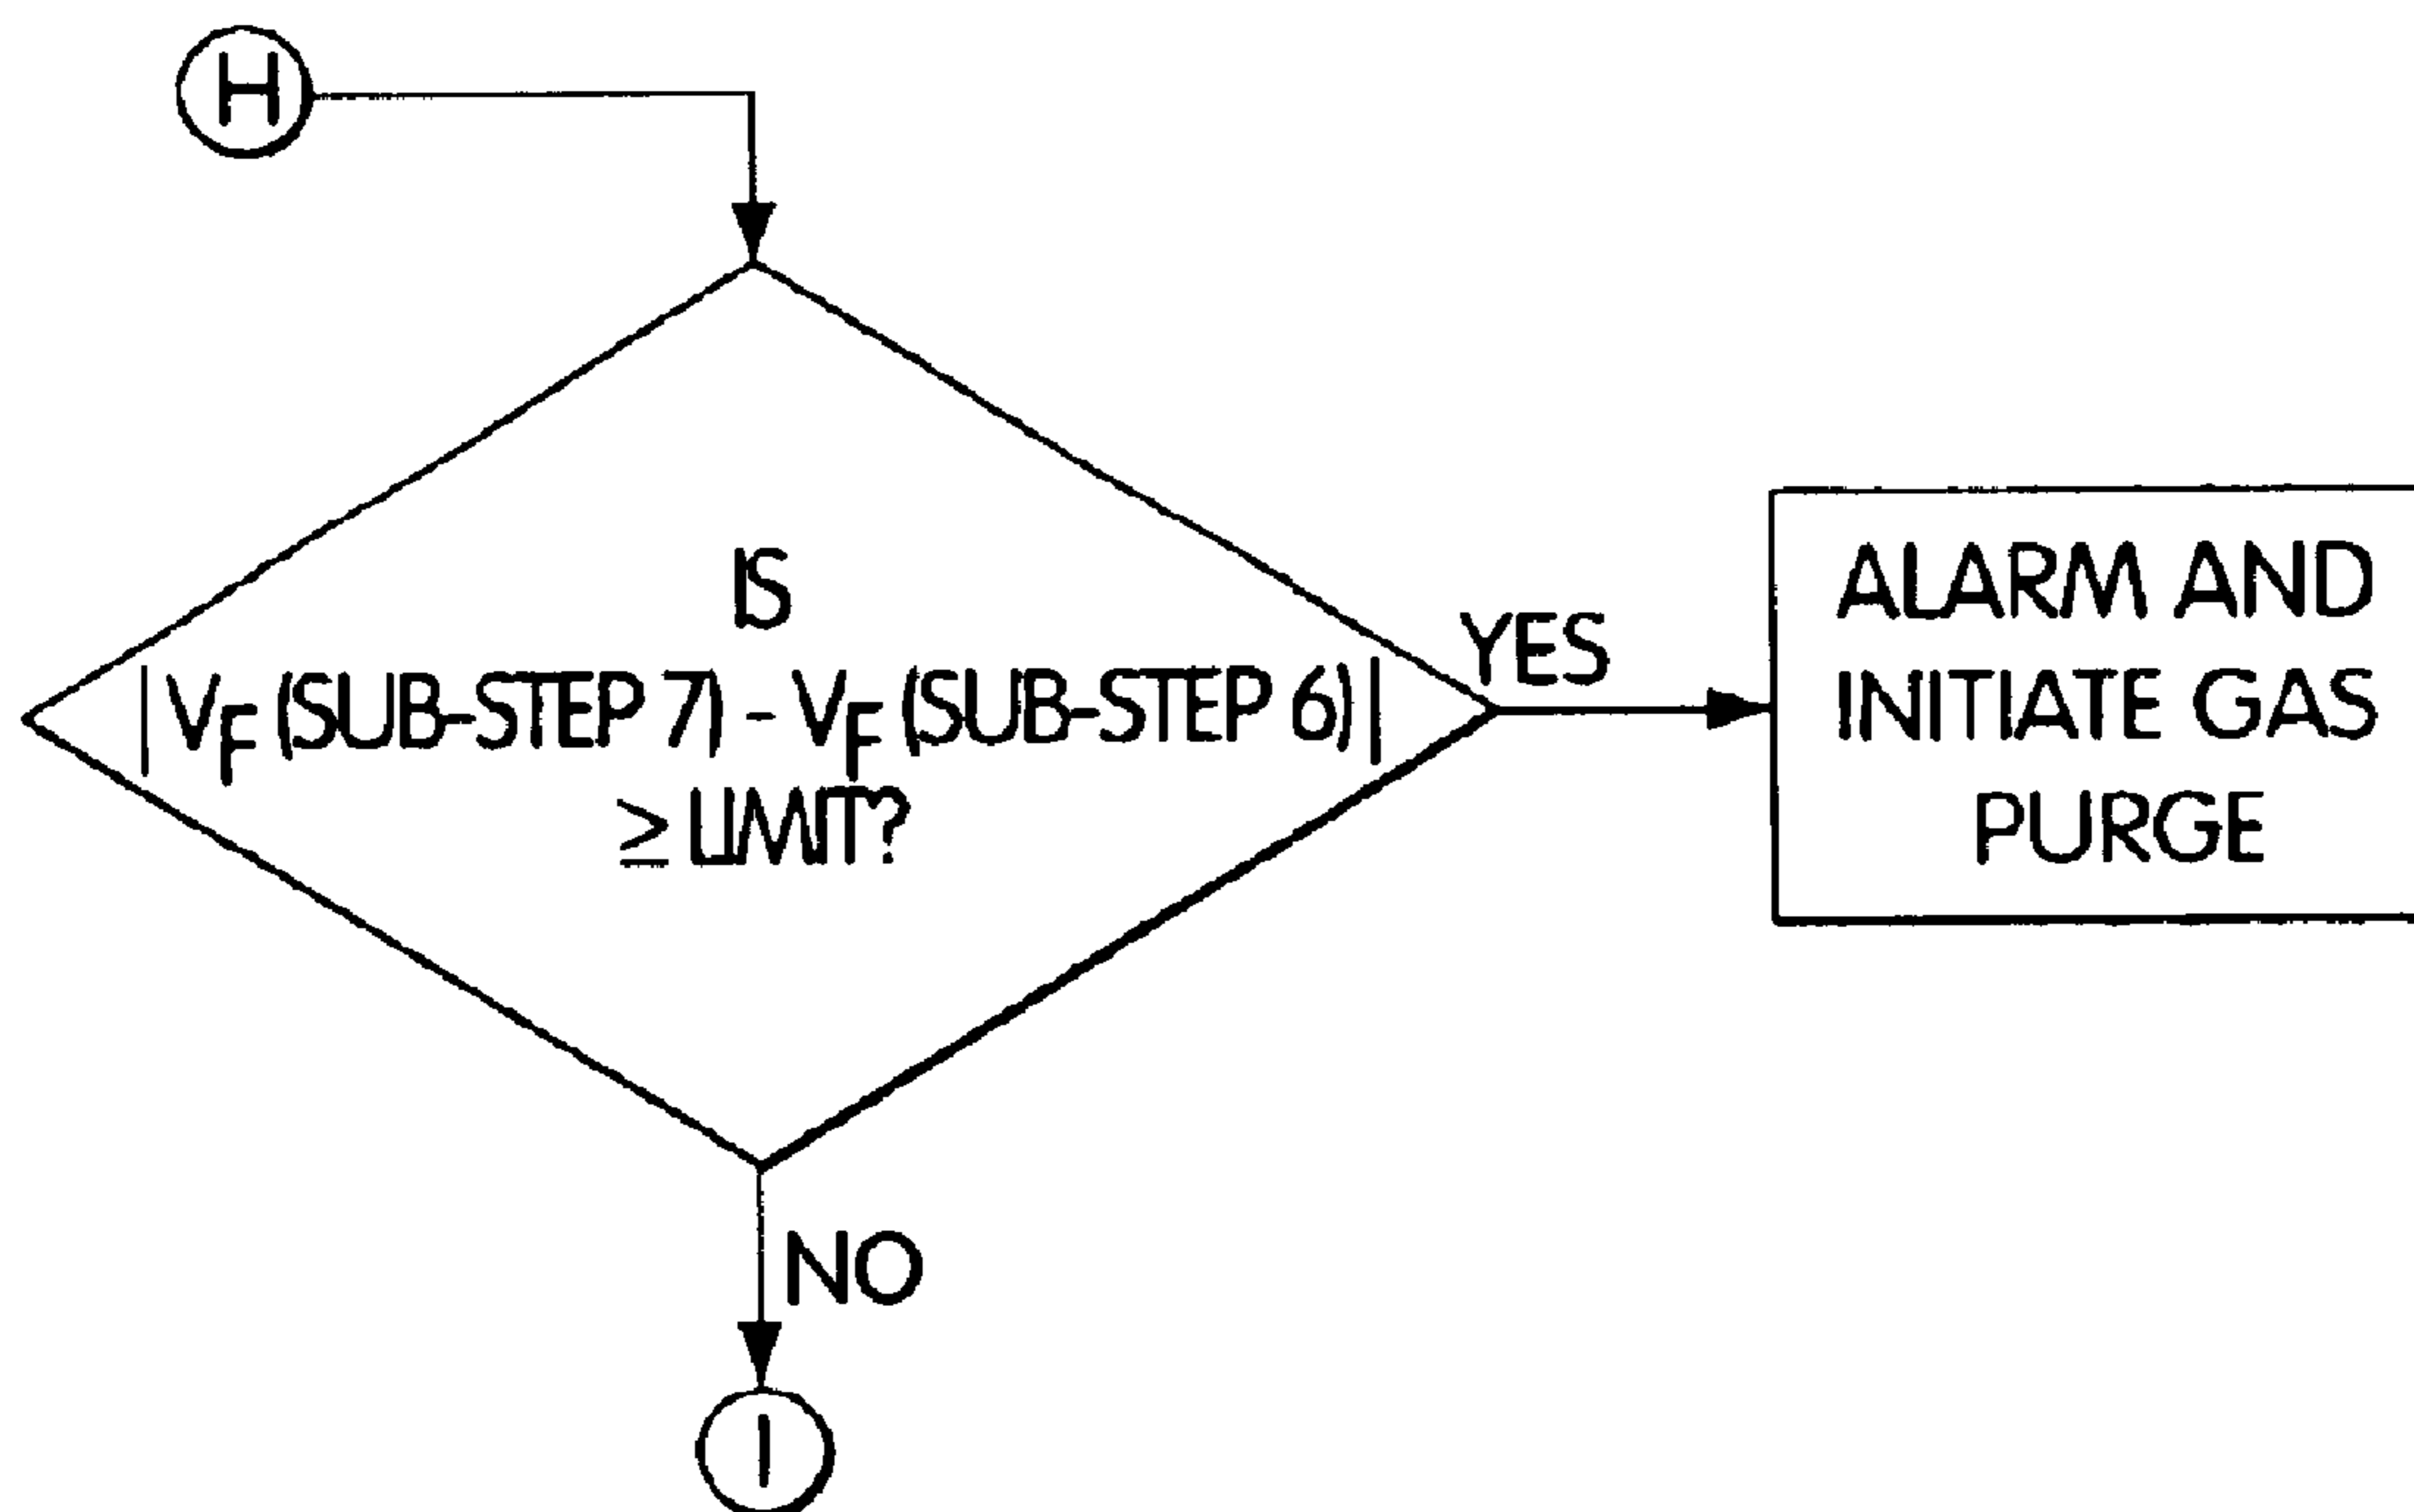 H
IS
| VF (SUB-STEP 7) - VF (SUB-STEP 6) |
≥ LIMIT?
YES
ALARM AND
INITIATE GAS
PURGE
NO
I